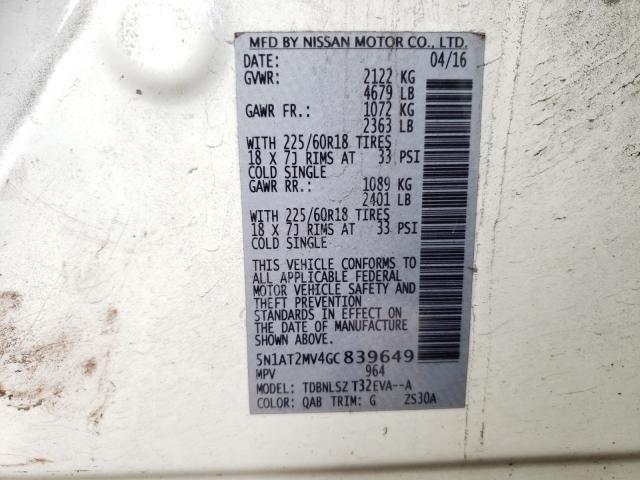 MFD BY NISSAN MOTOR CO., LTD.
DATE: 04/16
GVWR: 2122 KG
4679 LB
GAWR FR.: 1072 KG
2363 LB
WITH 225/60R18 TIRES
18 X 7J RIMS AT 33 PSI
COLD SINGLE
GAWR RR.: 1089 KG
2401 LB
WITH 225/60R18 TIRES
18 X 7J RIMS AT 33 PSI
COLD SINGLE
THIS VEHICLE CONFORMS TO
ALL APPLICABLE FEDERAL
MOTOR VEHICLE SAFETY AND
THEFT PREVENTION
STANDARDS IN EFFECT ON
THE DATE OF MANUFACTURE
SHOWN ABOVE.
5N1AT2MV4GC839649
MPV 964
MODEL: TDBNLSZ T32EVA--A
COLOR: QAB TRIM: G ZS30A